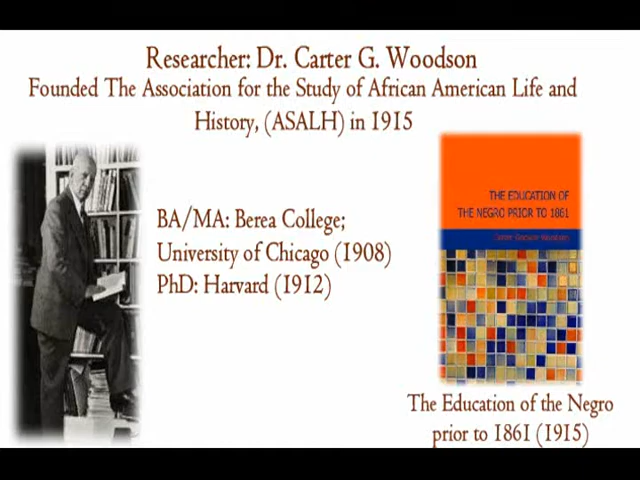 Researcher: Dr. Carter G. Woodson
Founded The Association for the Study of African American Life and
History, (ASALH) in 1915
BA/MA: Berea College;
University of Chicago (1908)
PhD: Harvard (1912)
THE EDUCATION OF
THE NEGRO PRIOR TO 1861
Carter Godwin Woodson
The Education of the Negro
prior to 1861 (1915)